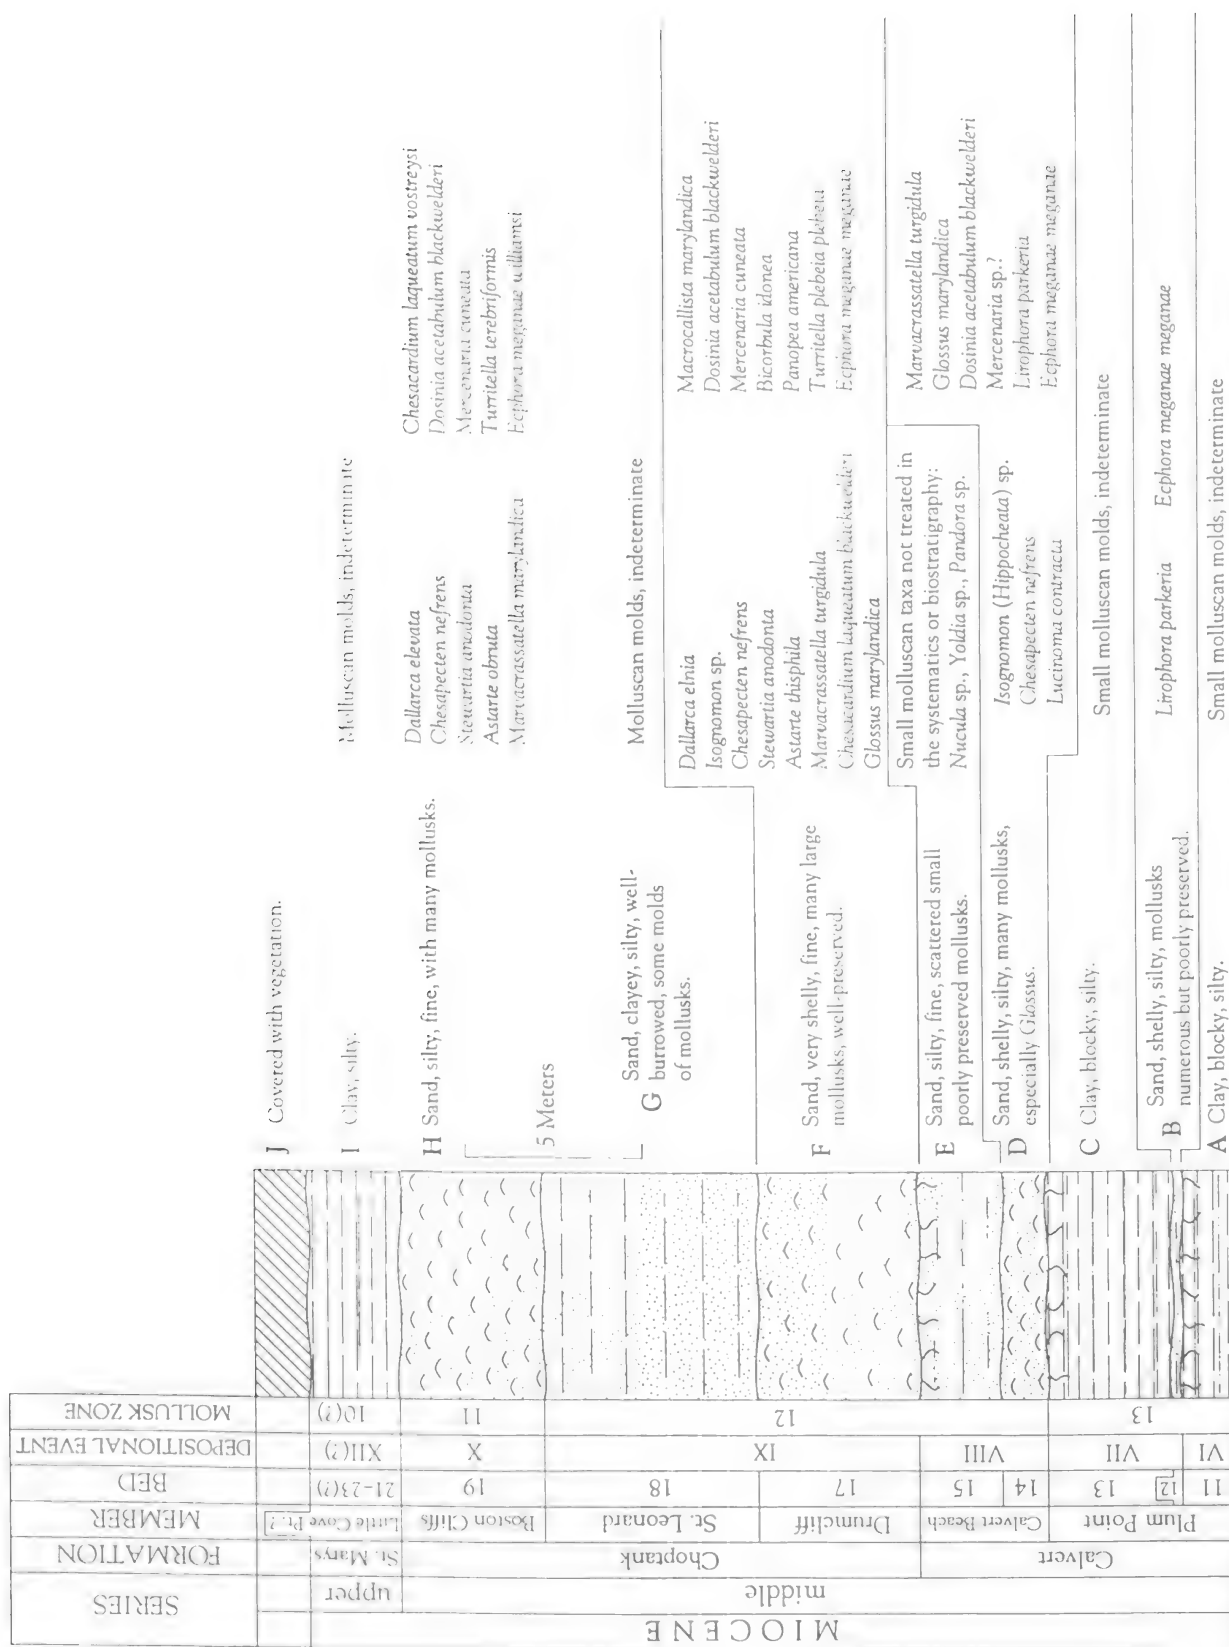 J Covered with vegetation.
I Clay, silty.
Molluscan molds, indeterminate
H Sand, silty, fine, with many mollusks.
Dallarca elevata
Chesapecten nefrens
Stewartia anodonta
Astarte obruta
Marvacrassatella marylandica
Chesacardium laqueatum vostreysi
Dosinia acetabulum blackwelderi
Mercenaria cuneata
Turritella terebriformis
Ecphora meganae williamsi
5 Meters
G Sand, clayey, silty, well-
burrowed, some molds
of mollusks.
Molluscan molds, indeterminate
F Sand, very shelly, fine, many large
mollusks, well-preserved.
Dallarca elnia
Isognomon sp.
Chesapecten nefrens
Stewartia anodonta
Astarte thisphila
Marvacrassatella turgidula
Chesacardium laqueatum blackwelderi
Glossus marylandica
Macrocallista marylandica
Dosinia acetabulum blackwelderi
Mercenaria cuneata
Bicorbula idonea
Panopea americana
Turritella plebeia plebeia
Ecphora meganae meganae
E Sand, silty, fine, scattered small
poorly preserved mollusks.
Small molluscan taxa not treated in
the systematics or biostratigraphy:
Nucula sp., Yoldia sp., Pandora sp.
D Sand, shelly, silty, many mollusks,
especially Glossus.
Isognomon (Hippocheata) sp.
Chesapecten nefrens
Lucinoma contracta
Marvacrassatella turgidula
Glossus marylandica
Dosinia acetabulum blackwelderi
Mercenaria sp.?
Lirophora parkeria
Ecphora meganae meganae
C Clay, blocky, silty.
Small molluscan molds, indeterminate
B Sand, shelly, silty, mollusks
numerous but poorly preserved.
Lirophora parkeria Ecphora meganae meganae
A Clay, blocky, silty.
Small molluscan molds, indeterminate
SERIES
MIOCENE
middle
upper
FORMATION
Calvert
Choptank
St. Marys
MEMBER
Plum Point
Calvert Beach
Drumcliff
St. Leonard
Boston Cliffs
Little Cove Pt.?
BED
11
12
13
14
15
17
18
19
21-23(?)
DEPOSITIONAL EVENT
VI
VII
VIII
IX
X
XII(?)
MOLLUSK ZONE
13
12
11
10(?)